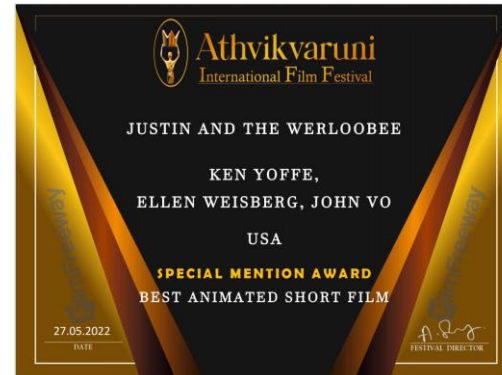 Athvikvaruni
International Film Festival
JUSTIN AND THE WERLOOBEE
KEN YOFFE,
ELLEN WEISBERG, JOHN VO
USA
SPECIAL MENTION AWARD
BEST ANIMATED SHORT FILM
27.05.2022
DATE
FESTIVAL DIRECTOR